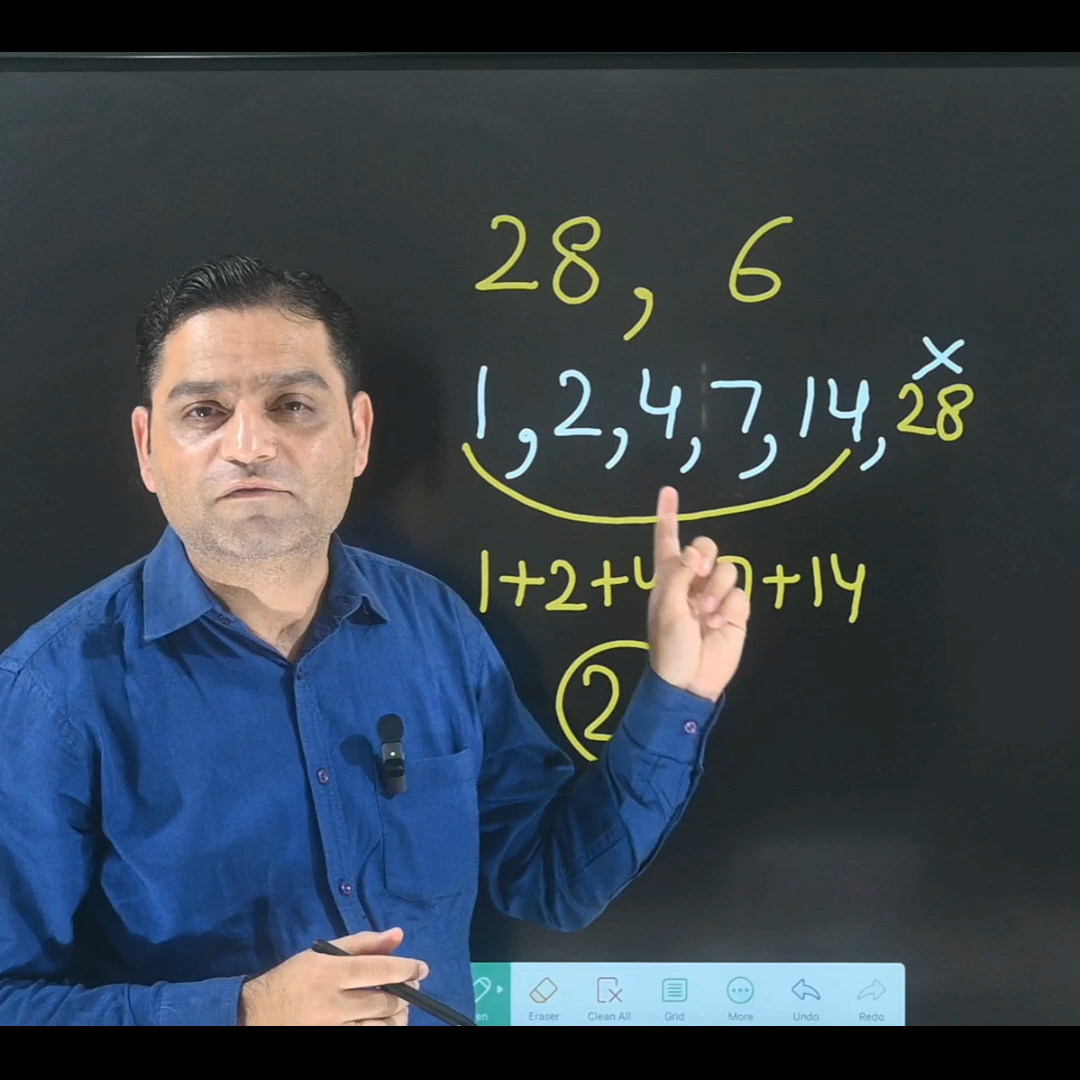 28, 6
1, 2, 4, 7, 14, 28
1+2+4 +14
2
Eraser Clean All Grid More Undo Redo